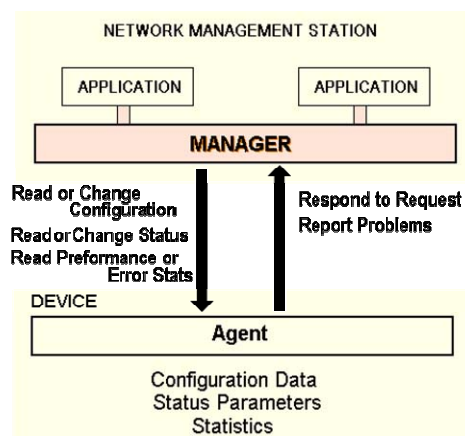 NETWORK MANAGEMENT STATION
APPLICATION
APPLICATION
MANAGER
Read or Change
Configuration
Read or Change Status
Read Preformance or
Error Stats
Respond to Request
Report Problems
DEVICE
Agent
Configuration Data
Status Parameters
Statistics